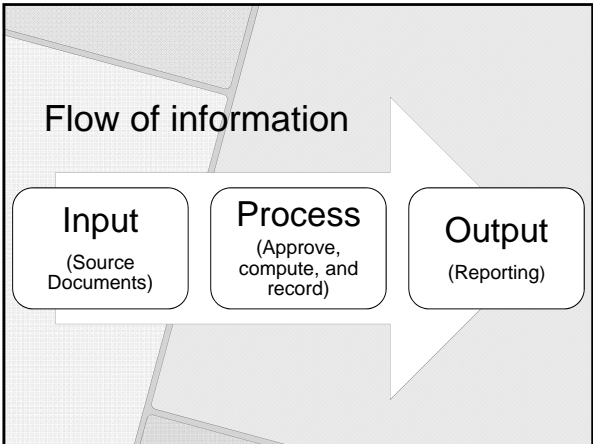 Flow of information
Input
(Source
Documents)
Process
(Approve,
compute, and
record)
Output
(Reporting)